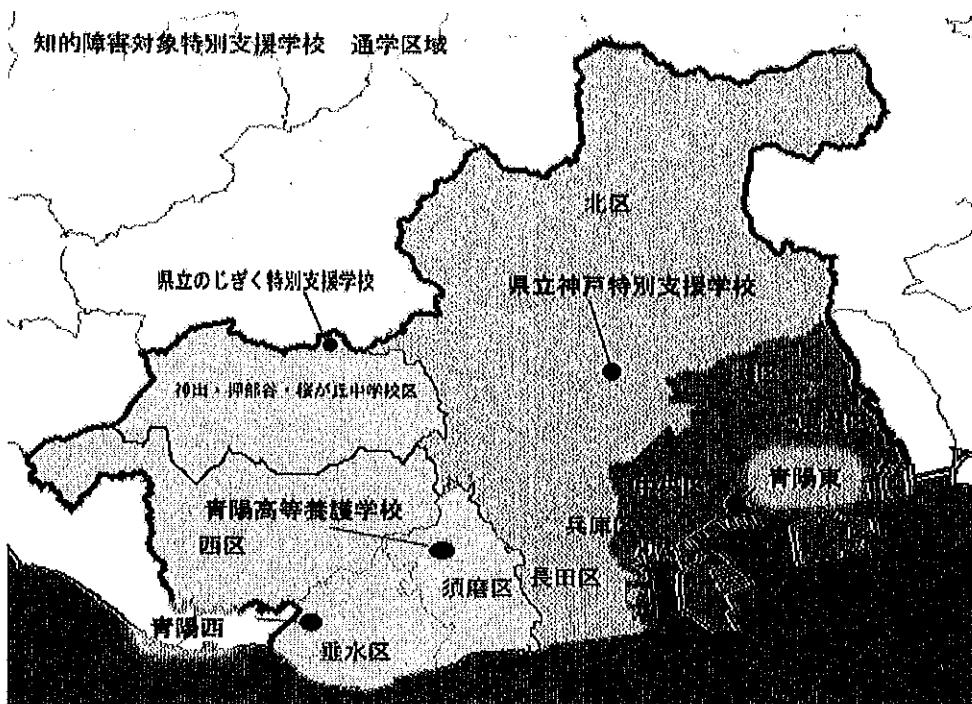 知的障害対象特別支援学校 通学区域
北区
県立のじぎく特別支援学校
県立神戸特別支援学校
神出・押部谷・桜が丘中学校区
青陽東
青陽高等養護学校
兵庫区
西区
須磨区
長田区
青陽西
垂水区